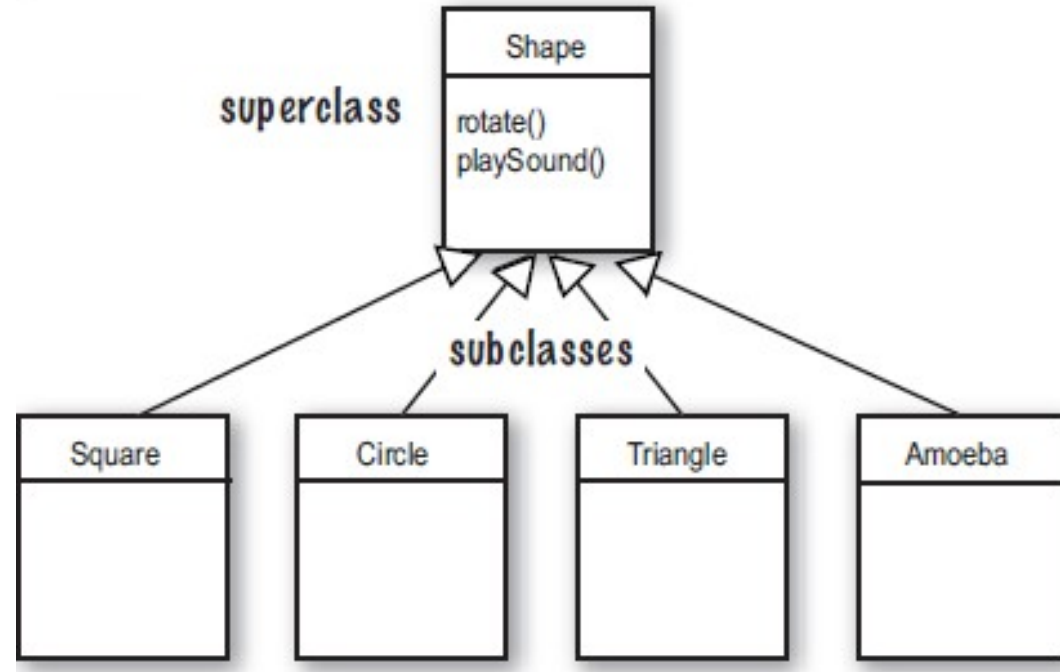 Shape
superclass
rotate()
playSound()
subclasses
Square
Circle
Triangle
Amoeba